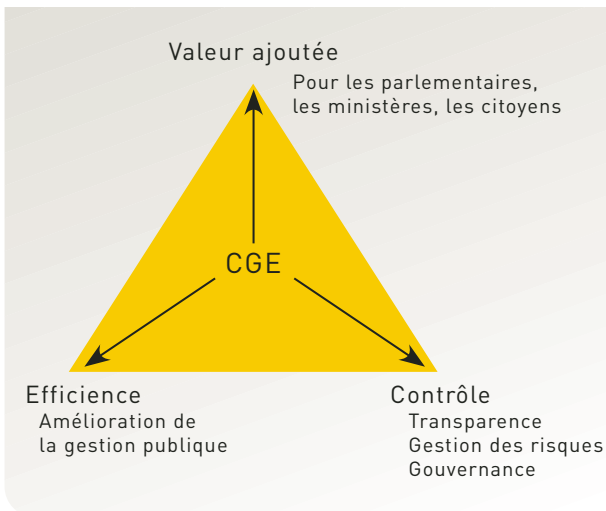 Valeur ajoutée
Pour les parlementaires,
les ministères, les citoyens
CGE
Efficience
Amélioration de
la gestion publique
Contrôle
Transparence
Gestion des risques
Gouvernance